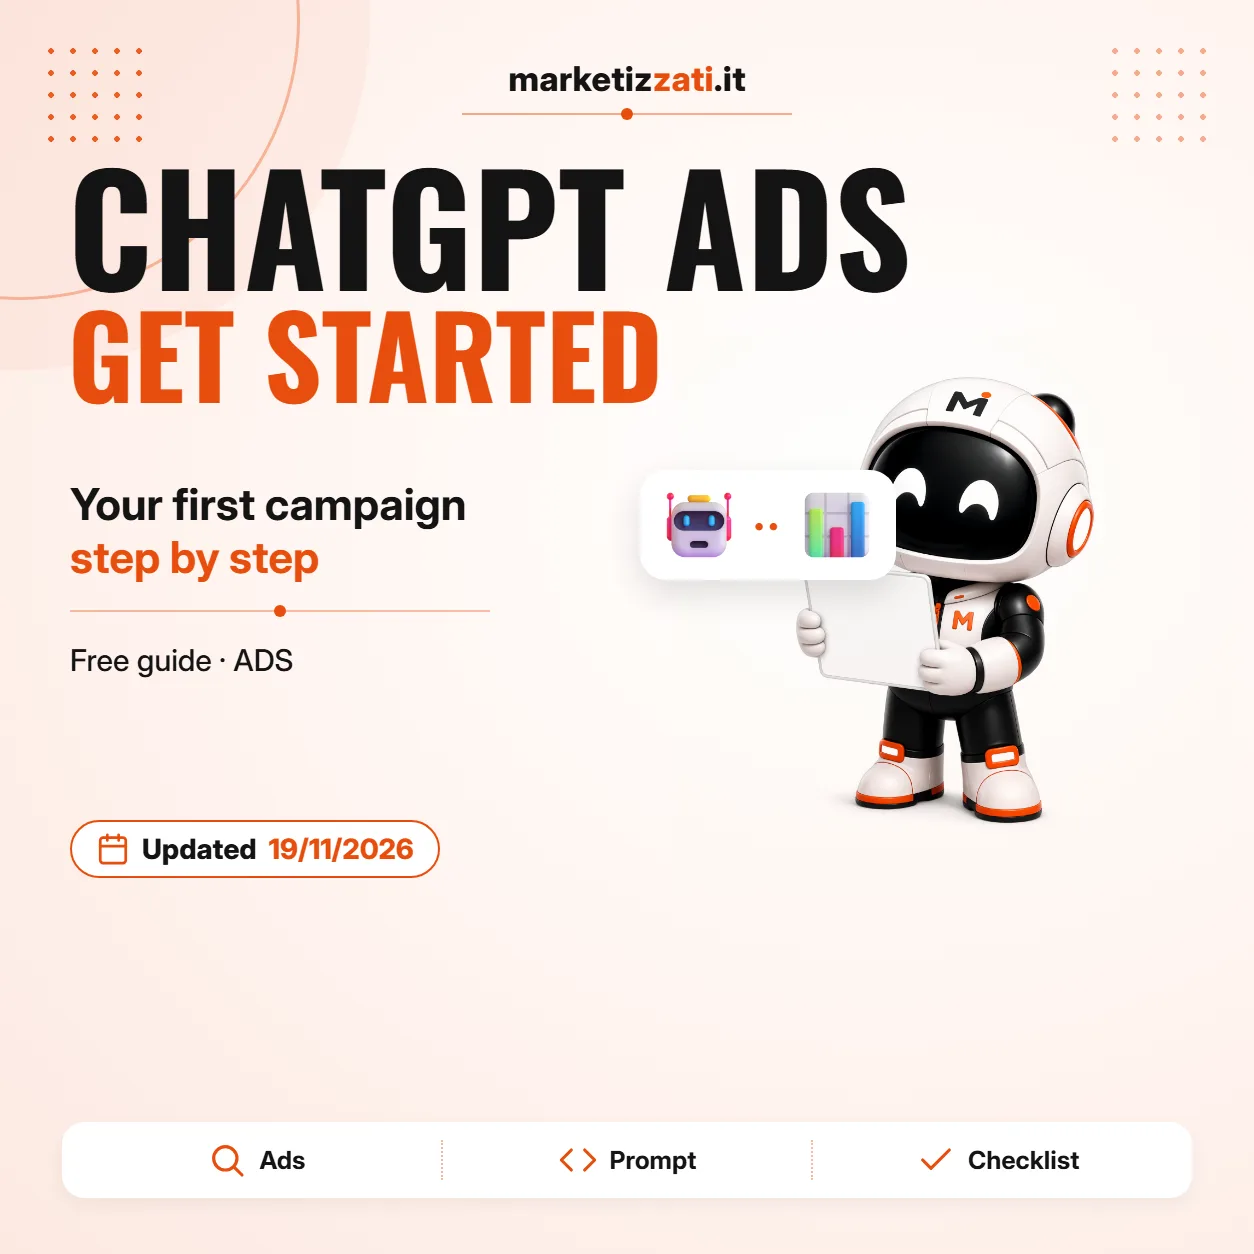 marketizzati.it
CHATGPT ADS
GET STARTED
Your first campaign
step by step
Free guide · ADS
Updated 19/11/2026
Ads
Prompt
Checklist